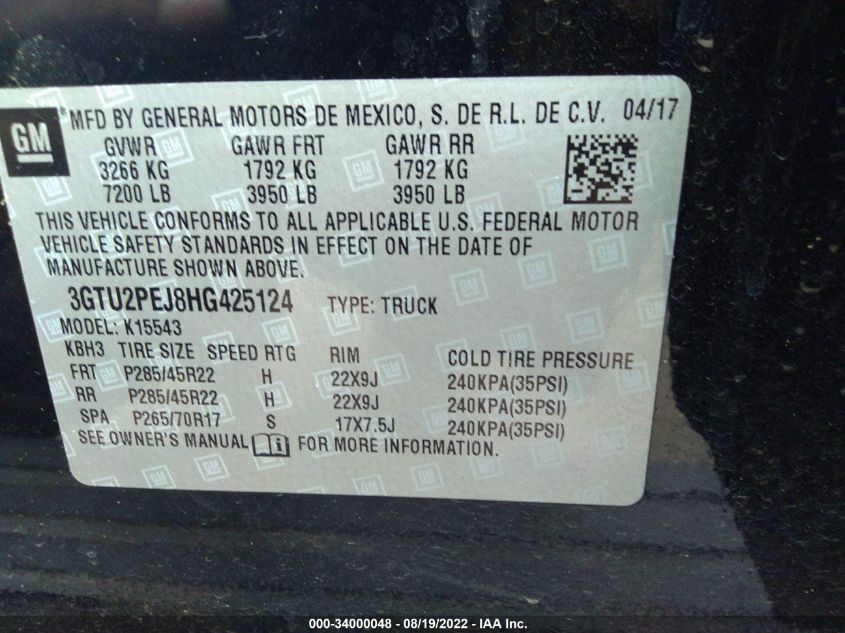 GM ® MFD BY GENERAL MOTORS DE MEXICO, S. DE R.L. DE C.V. 04/17
GVWR GAWR FRT GAWR RR
3266 KG 1792 KG 1792 KG
7200 LB 3950 LB 3950 LB
THIS VEHICLE CONFORMS TO ALL APPLICABLE U.S. FEDERAL MOTOR
VEHICLE SAFETY STANDARDS IN EFFECT ON THE DATE OF
MANUFACTURE SHOWN ABOVE.
3GTU2PEJ8HG425124 TYPE: TRUCK
MODEL: K15543
KBH3 TIRE SIZE SPEED RTG RIM COLD TIRE PRESSURE
FRT P285/45R22 H 22X9J 240KPA(35PSI)
RR P285/45R22 H 22X9J 240KPA(35PSI)
SPA P265/70R17 S 17X7.5J 240KPA(35PSI)
SEE OWNER'S MANUAL i FOR MORE INFORMATION.
000-34000048 - 08/19/2022 - IAA Inc.